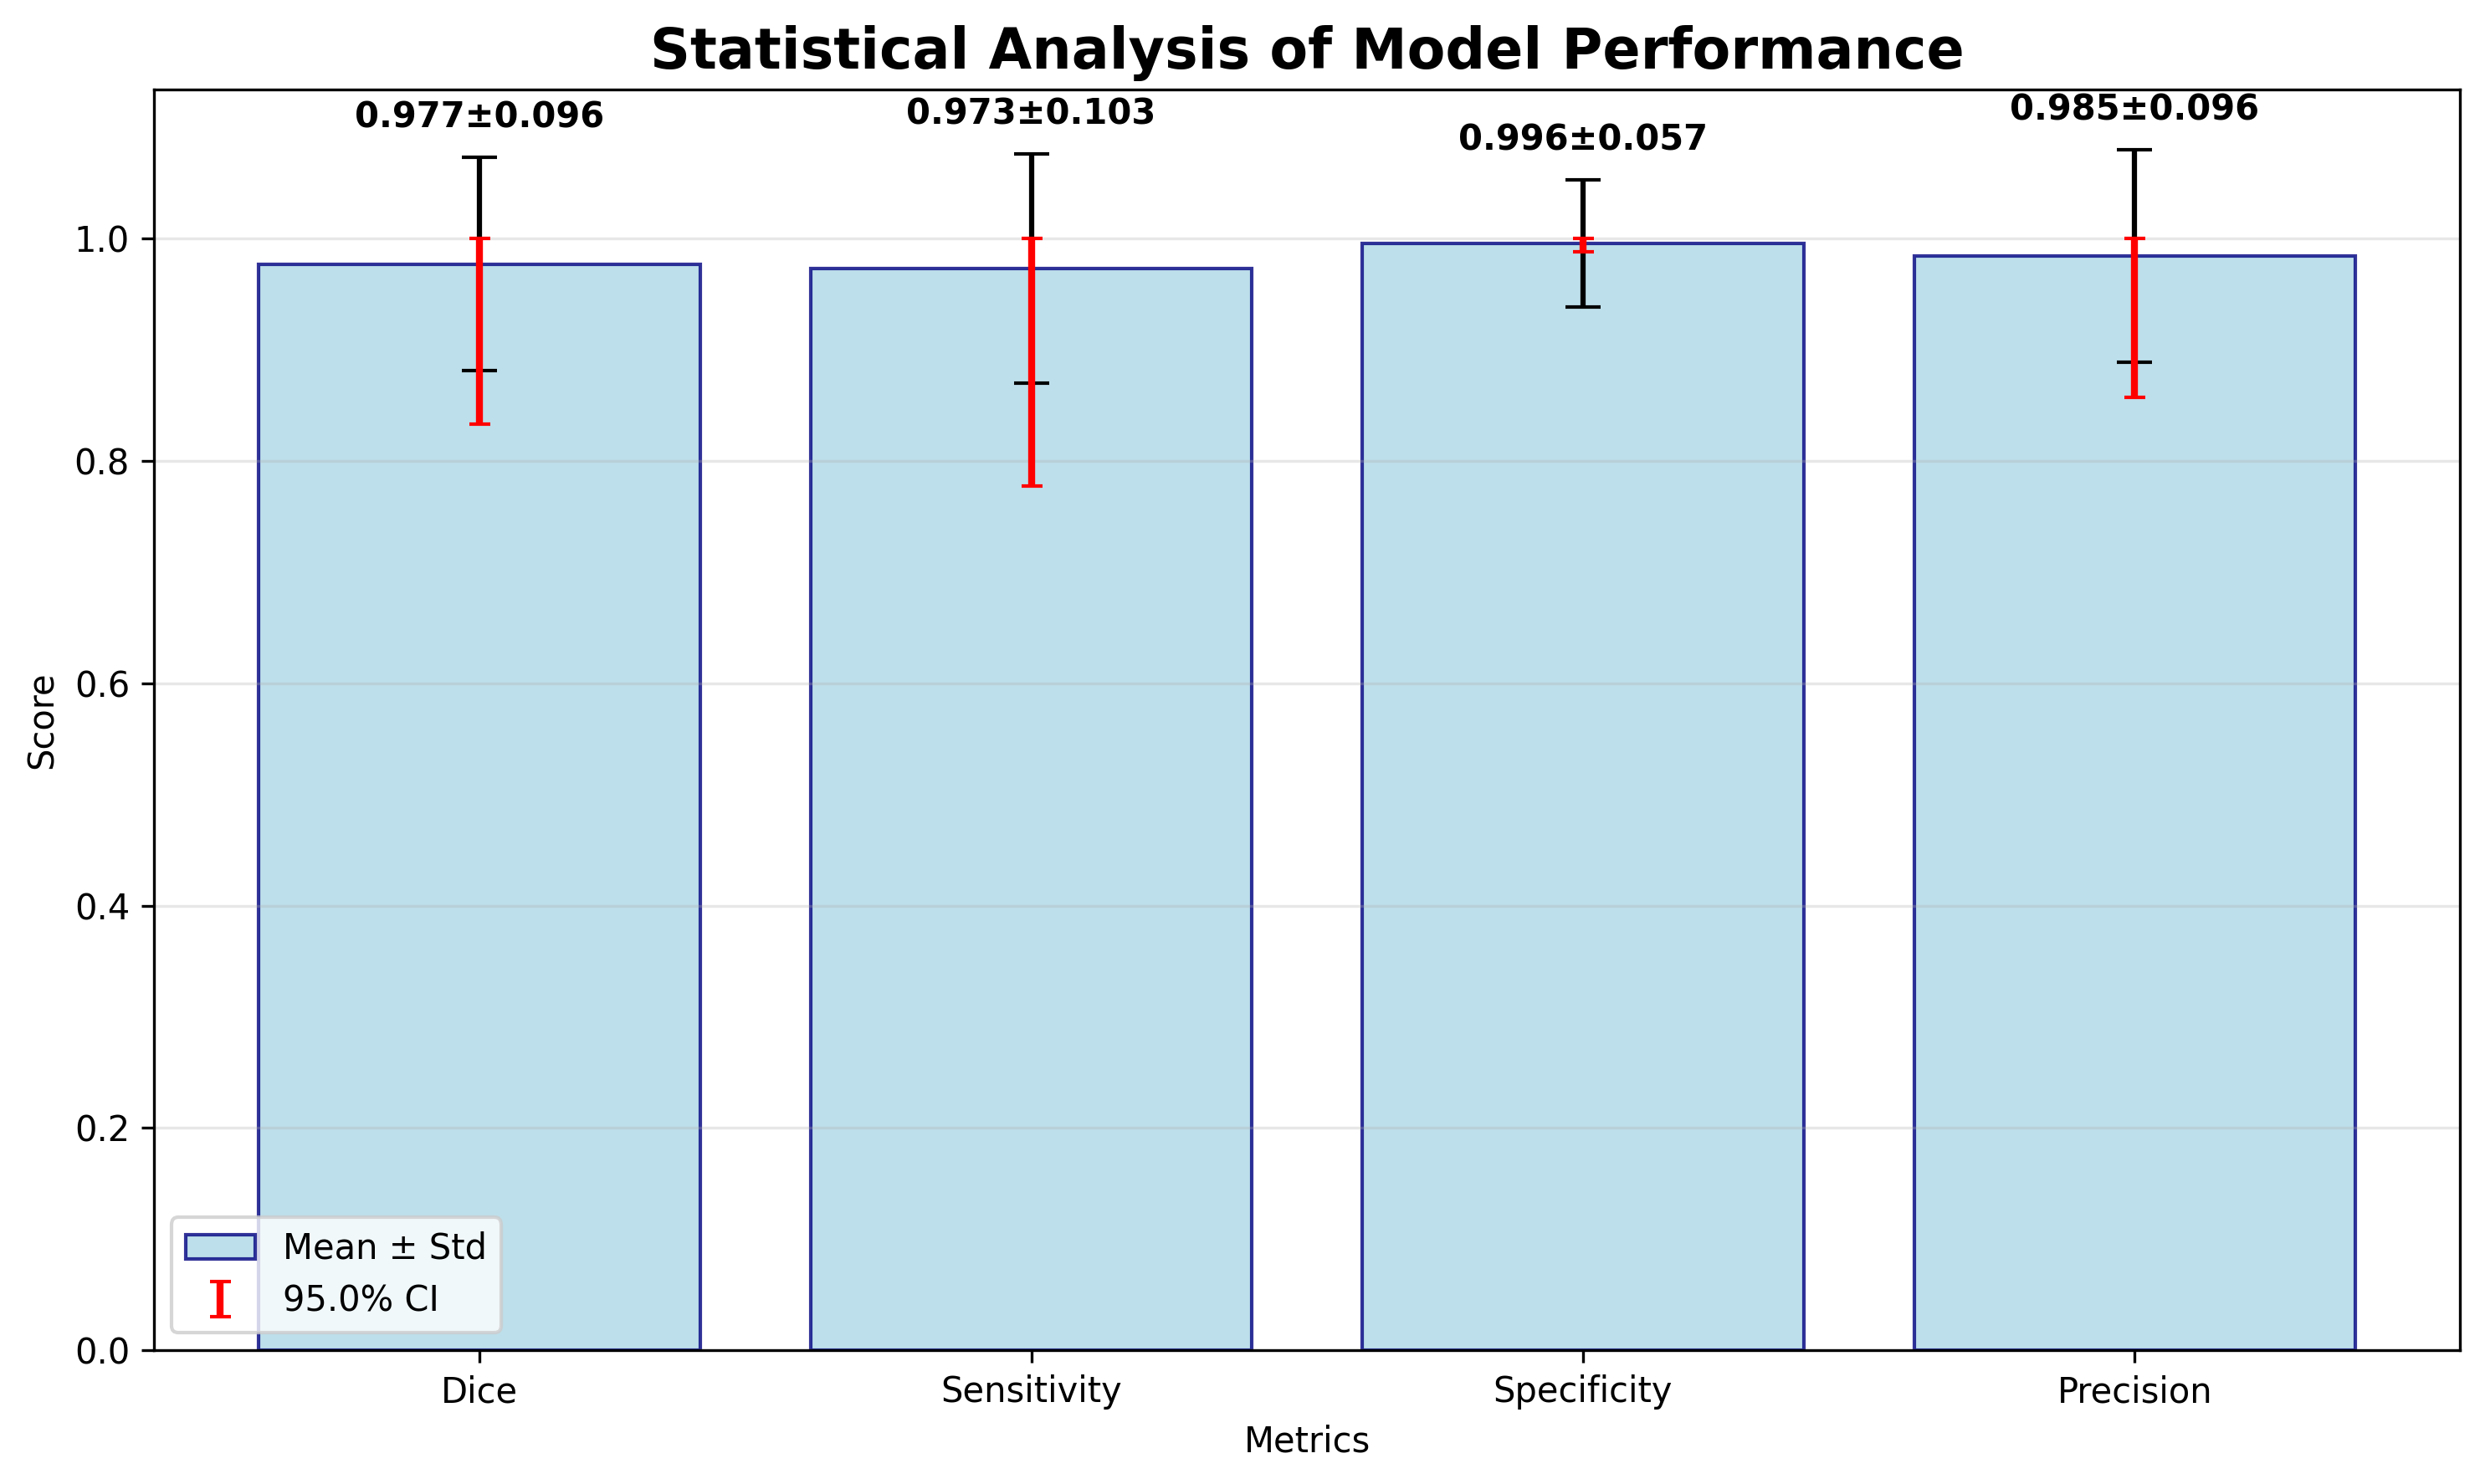 Statistical Analysis of Model Performance
0.977±0.096
0.973±0.103
0.996±0.057
0.985±0.096
1.0
0.8
0.6
0.4
0.2
0.0
Score
Mean ± Std
95.0% CI
Dice
Sensitivity
Specificity
Precision
Metrics